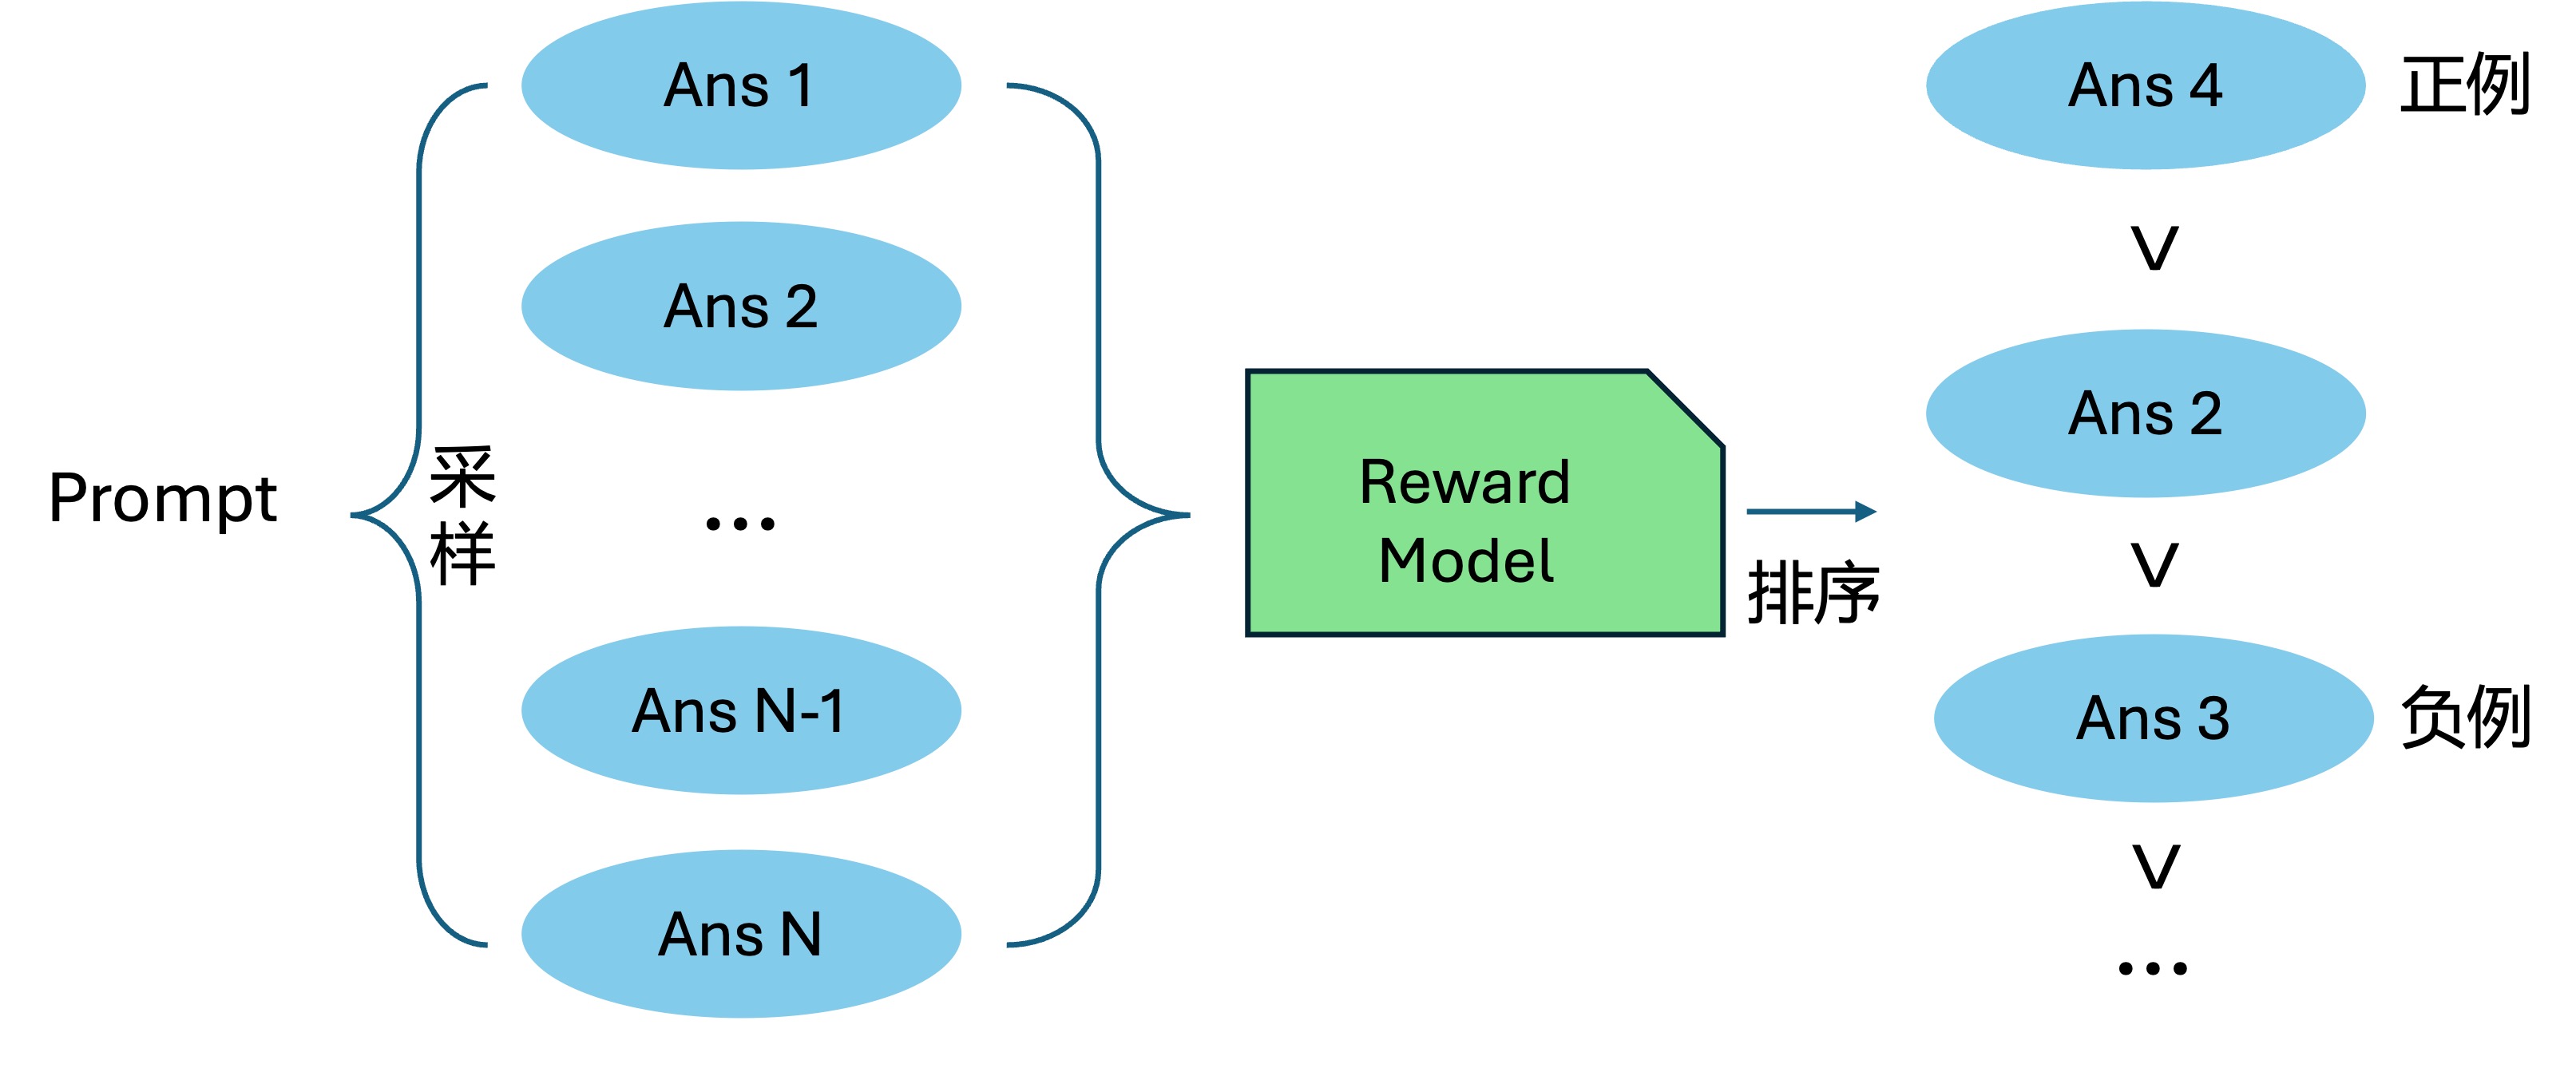 Prompt
采
样
Ans 1
Ans 2
...
Ans N-1
Ans N
Reward
Model
排序
Ans 4
正例
>
Ans 2
>
Ans 3
负例
>
...